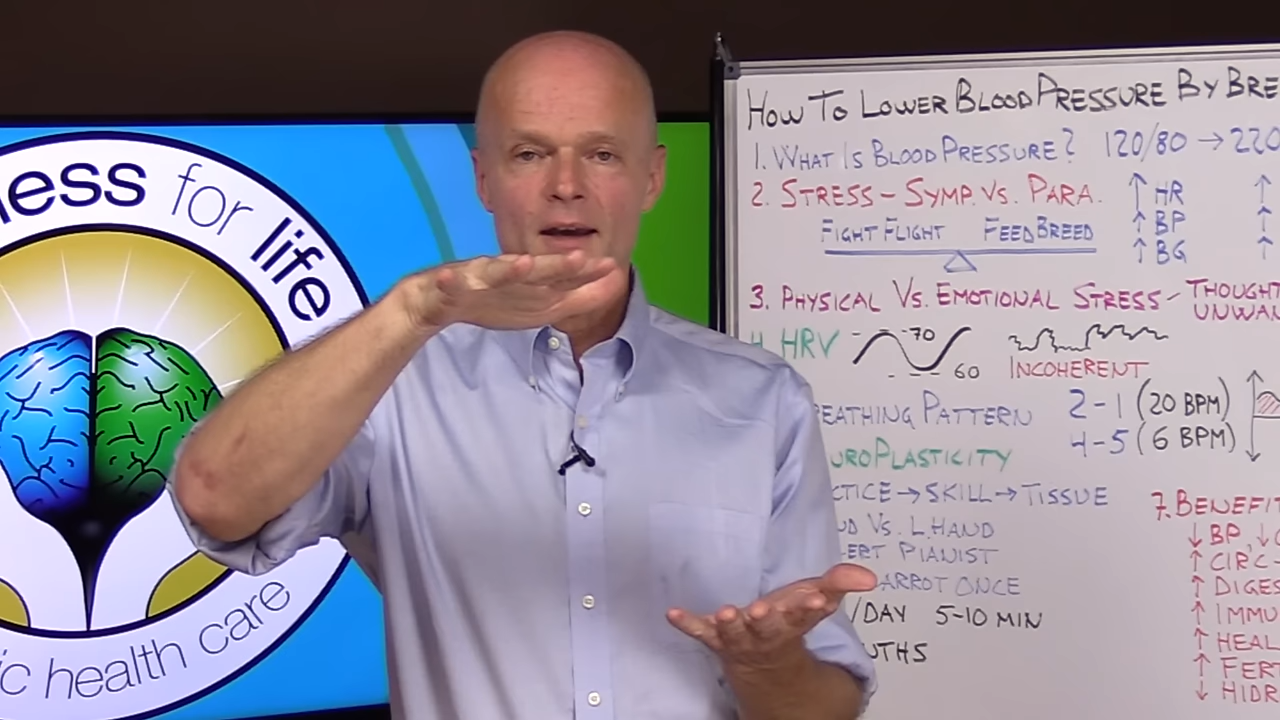 ness for life
ic health care
HOW TO LOWER BLOOD PRESSURE BY BRE
1. WHAT IS BLOOD PRESSURE? 120/80 → 220
2. STRESS - SYMP. VS. PARA. ↑ HR ↑
FIGHT FLIGHT FEED BREED ↑ BP ↑
↑ BG ↑
3. PHYSICAL VS. EMOTIONAL STRESS - THOUGHT
UNWAN
4. HRV 70
60
INCOHERENT
REATHING PATTERN 2-1 (20 BPM)
4-5 (6 BPM)
UROPLASTICITY
CTICE → SKILL → TISSUE
VS. L. HAND
ERT PIANIST
ARROT ONCE
/DAY 5-10 MIN
NTHS
7. BENEFIT
↓ BP, ↓ C
↑ CIRC-
↑ DIGES
↑ IMMU
↑ HEAL
↑ FERT
↓ HIDR